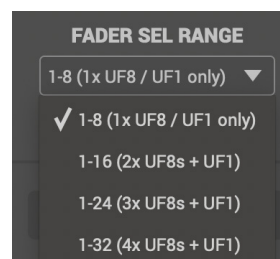 FADER SEL RANGE
1-8 (1x UF8 / UF1 only)
1-8 (1x UF8 / UF1 only)
1-16 (2x UF8s + UF1)
1-24 (3x UF8s + UF1)
1-32 (4x UF8s + UF1)